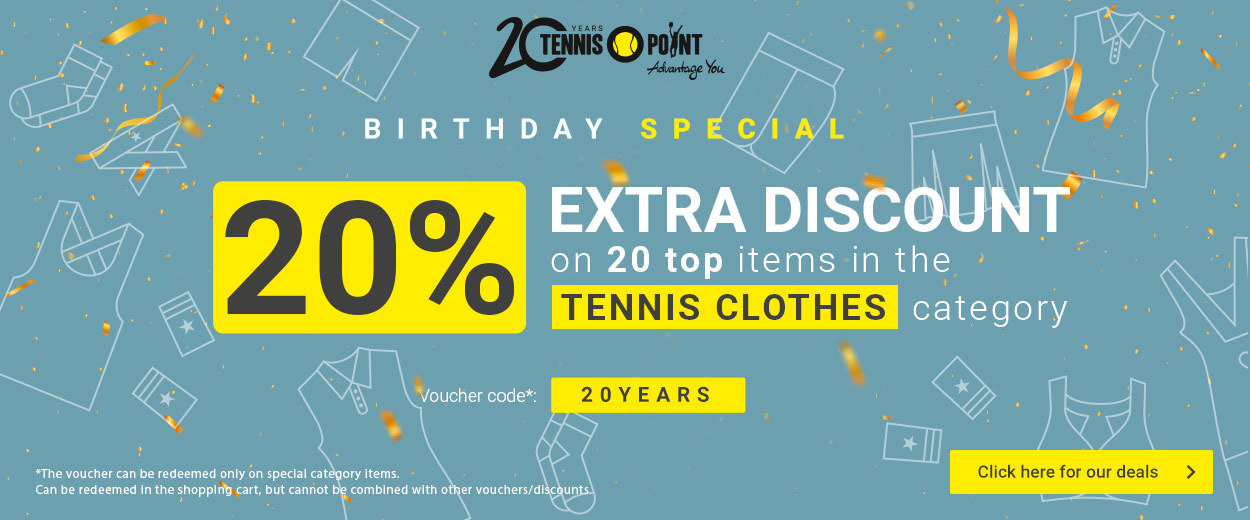 20 YEARS
TENNIS POINT
Advantage You
BIRTHDAY SPECIAL
20%
EXTRA DISCOUNT
on 20 top items in the
TENNIS CLOTHES category
Voucher code*: 20YEARS
*The voucher can be redeemed only on special category items.
Can be redeemed in the shopping cart, but cannot be combined with other vouchers/discounts.
Click here for our deals